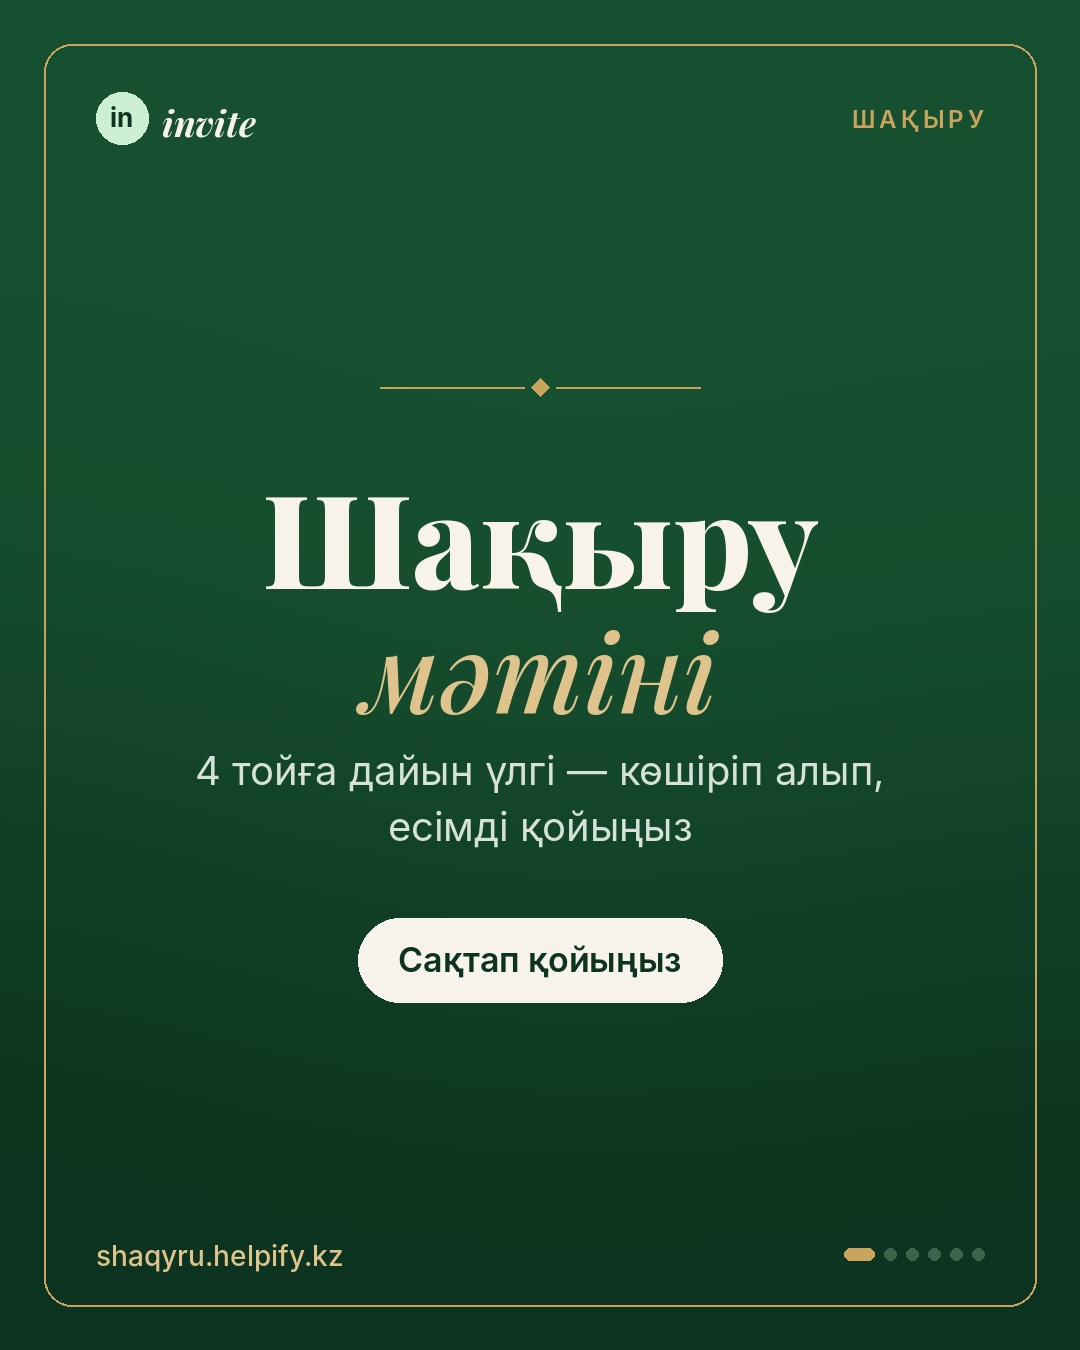 in invite
ШАҚЫРУ
Шақыру
мәтіні
4 тойға дайын үлгі — көшіріп алып,
есімді қойыңыз
Сақтап қойыңыз
shaqyru.helpify.kz